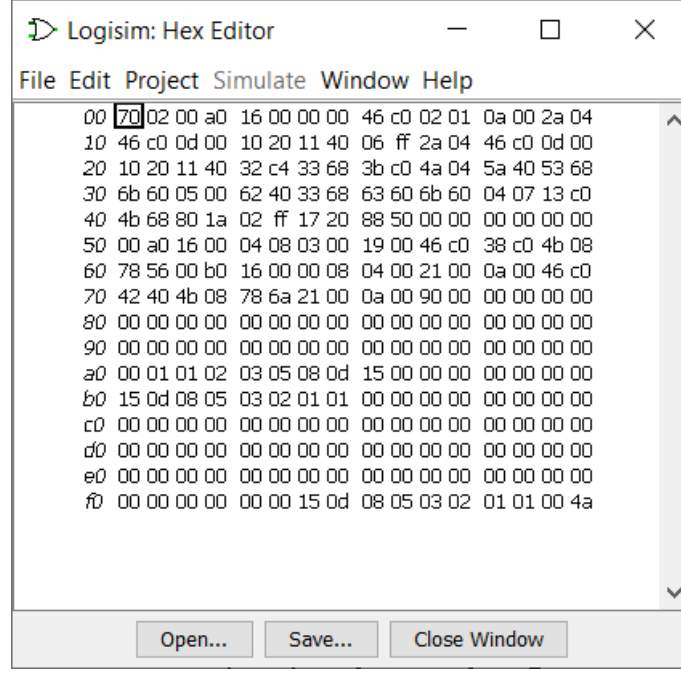 Logisim: Hex Editor
File Edit Project Simulate Window Help
00 70 02 00 a0 16 00 00 00 46 c0 02 01 0a 00 2a 04
10 46 c0 0d 00 10 20 11 40 06 ff 2a 04 46 c0 0d 00
20 10 20 11 40 32 c4 33 68 3b c0 4a 04 5a 40 53 68
30 6b 60 05 00 62 40 33 68 63 60 6b 60 04 07 13 c0
40 4b 68 80 1a 02 ff 17 20 88 50 00 00 00 00 00 00
50 00 a0 16 00 04 08 03 00 19 00 46 c0 38 c0 4b 08
60 78 56 00 b0 16 00 00 08 04 00 21 00 0a 00 46 c0
70 42 40 4b 08 78 6a 21 00 0a 00 90 00 00 00 00 00
80 00 00 00 00 00 00 00 00 00 00 00 00 00 00 00 00
90 00 00 00 00 00 00 00 00 00 00 00 00 00 00 00 00
a0 00 01 01 02 03 05 08 0d 15 00 00 00 00 00 00 00
b0 15 0d 08 05 03 02 01 01 00 00 00 00 00 00 00 00
c0 00 00 00 00 00 00 00 00 00 00 00 00 00 00 00 00
d0 00 00 00 00 00 00 00 00 00 00 00 00 00 00 00 00
e0 00 00 00 00 00 00 00 00 00 00 00 00 00 00 00 00
f0 00 00 00 00 00 00 15 0d 08 05 03 02 01 01 00 4a
Open... Save... Close Window